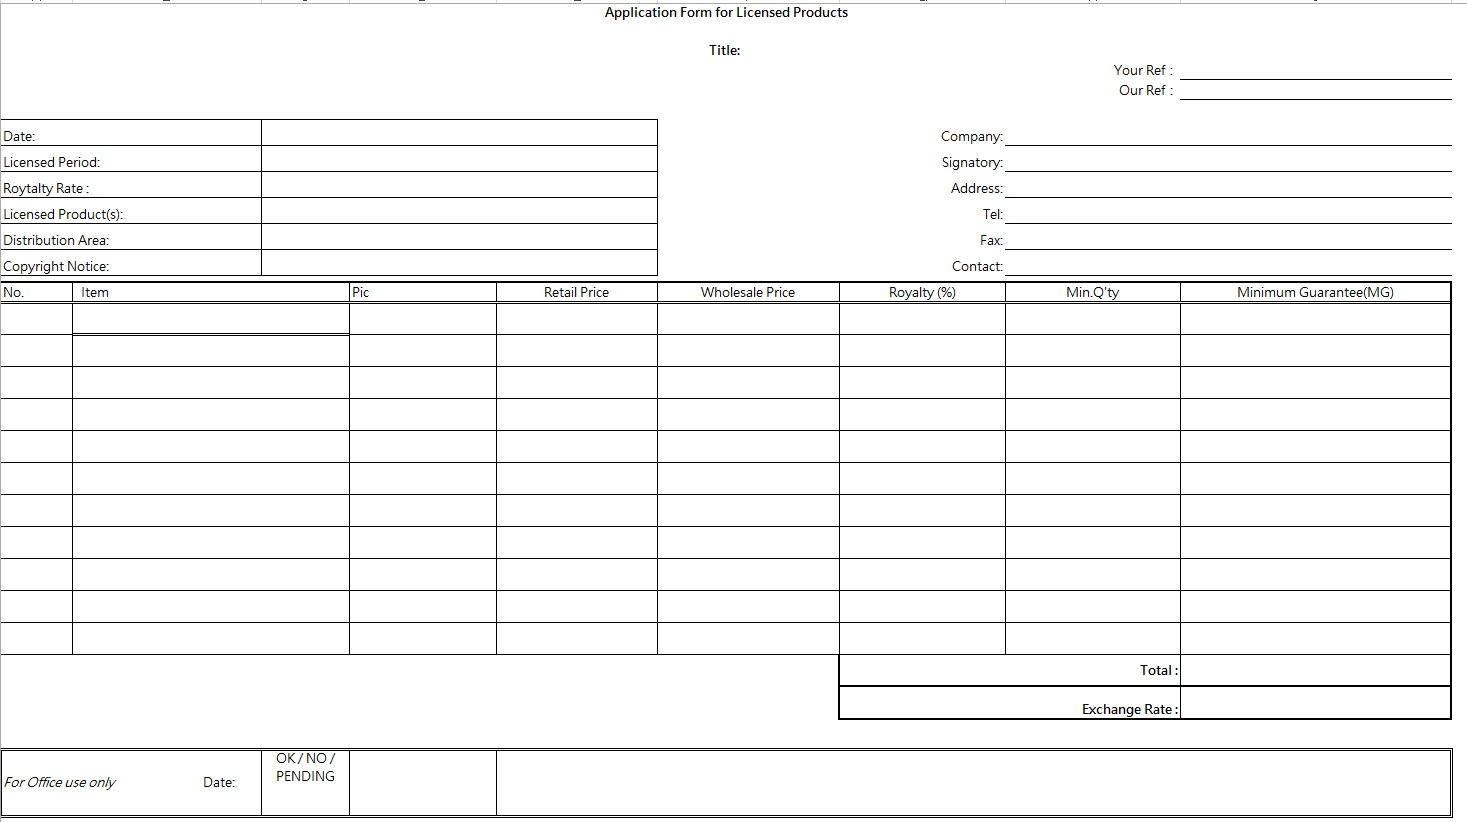 Application Form for Licensed Products
Title:
Your Ref :
Our Ref :
Date:
Company:
Licensed Period:
Signatory:
Roytalty Rate :
Address:
Licensed Product(s):
Tel:
Distribution Area:
Fax:
Copyright Notice:
Contact:
No. Item Pic Retail Price Wholesale Price Royalty (%) Min.Q'ty Minimum Guarantee(MG)
Total :
Exchange Rate :
For Office use only Date:
OK / NO /
PENDING